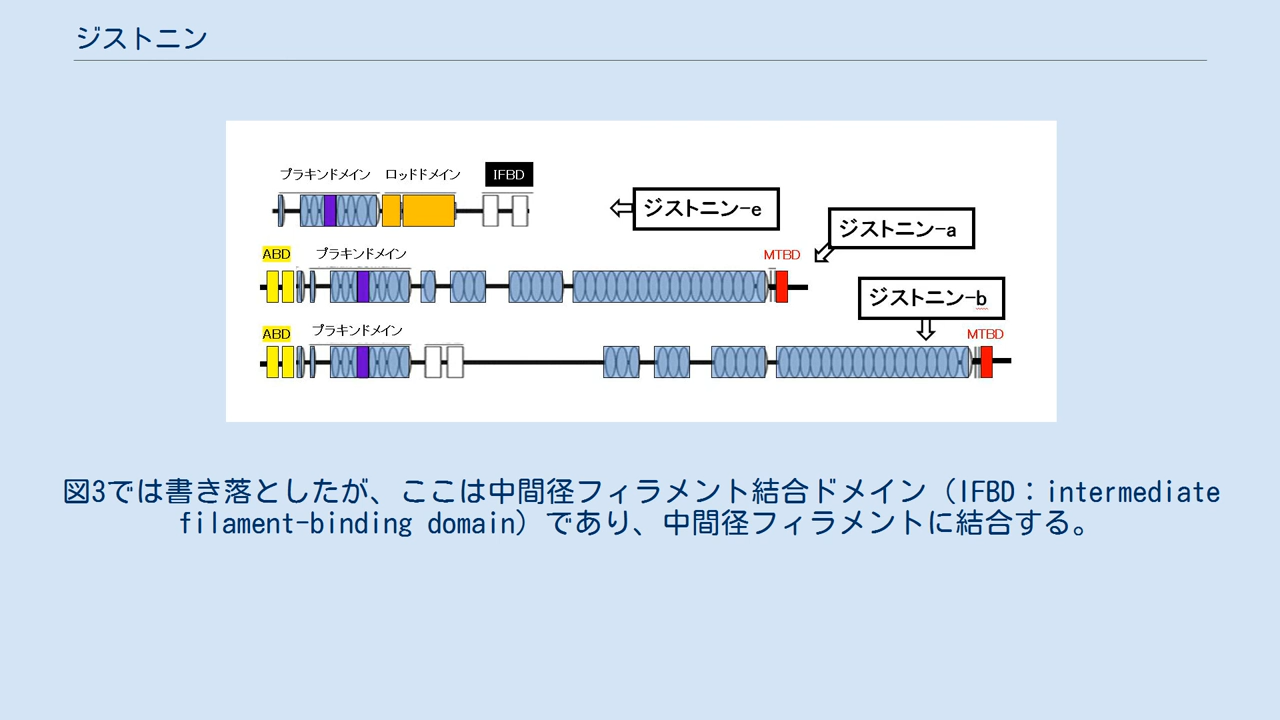 ジストニン
プラキンドメイン ロッドドメイン IFBD
ジストニン-e
ジストニン-a
ABD プラキンドメイン MTBD
ジストニン-b
ABD プラキンドメイン MTBD
図3では書き落としたが、ここは中間径フィラメント結合ドメイン（IFBD：intermediate
filament-binding domain）であり、中間径フィラメントに結合する。